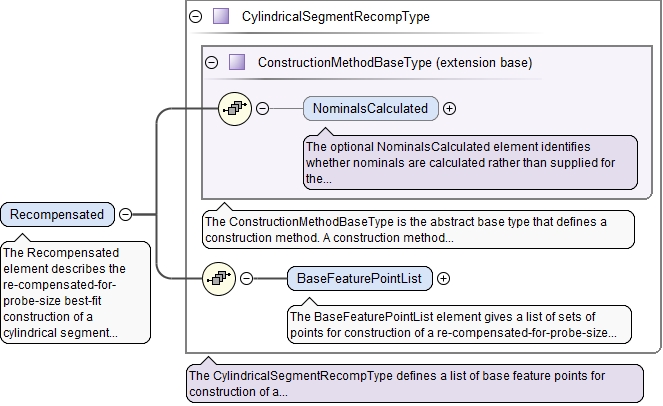 CylindricalSegmentRecompType
ConstructionMethodBaseType (extension base)
NominalsCalculated
The optional NominalsCalculated element identifies
whether nominals are calculated rather than supplied for
the...
Recompensated
The Recompensated
element describes the
re-compensated-for-
probe-size best-fit
construction of a
cylindrical segment...
The ConstructionMethodBaseType is the abstract base type that defines a
construction method. A construction method...
BaseFeaturePointList
The BaseFeaturePointList element gives a list of sets of
points for construction of a re-compensated-for-probe-size...
The CylindricalSegmentRecompType defines a list of base feature points for
construction of a...